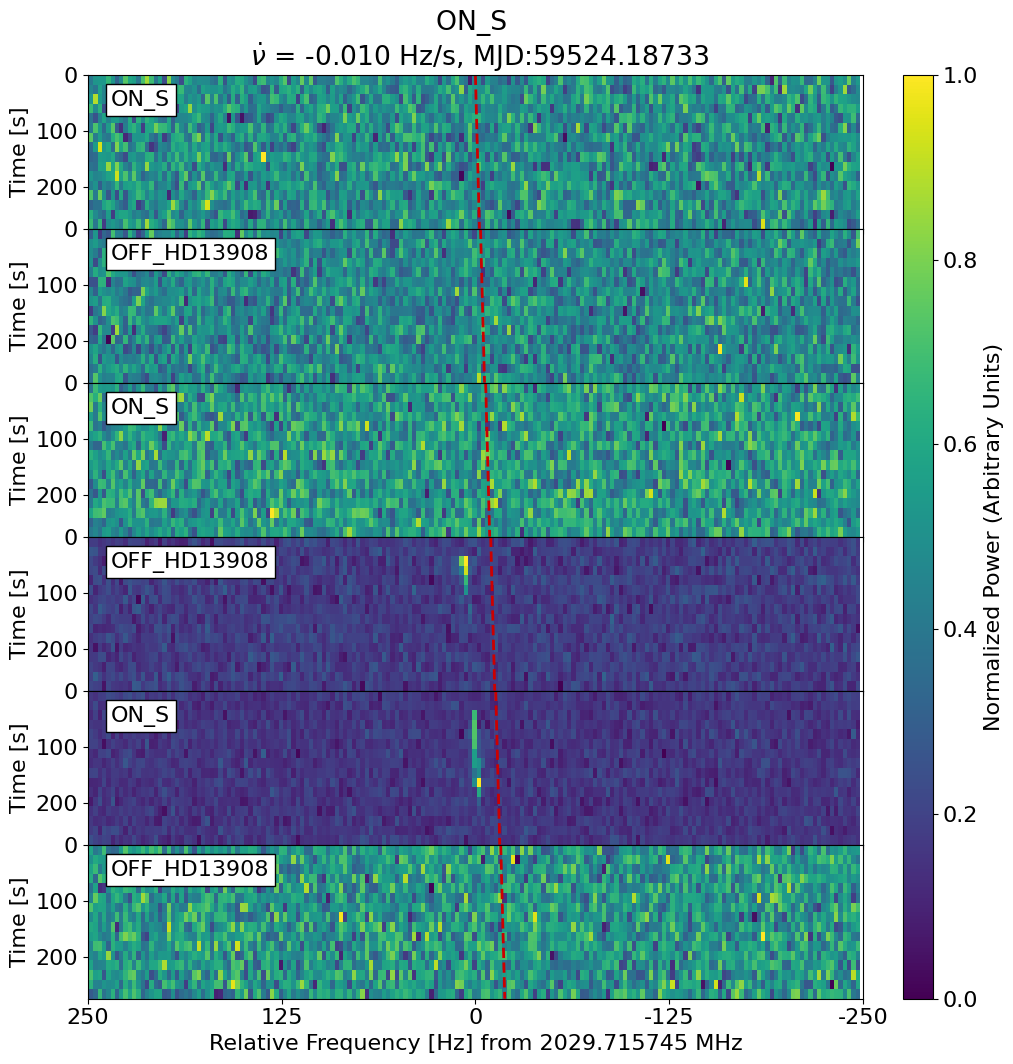 ON_S
ν̇ = -0.010 Hz/s, MJD:59524.18733
0
100
200
Time [s]
ON_S
0
100
200
Time [s]
OFF_HD13908
0
100
200
Time [s]
ON_S
0
100
200
Time [s]
OFF_HD13908
0
100
200
Time [s]
ON_S
0
100
200
Time [s]
OFF_HD13908
250 125 0 -125 -250
Relative Frequency [Hz] from 2029.715745 MHz
1.0
0.8
0.6
0.4
0.2
0.0
Normalized Power (Arbitrary Units)